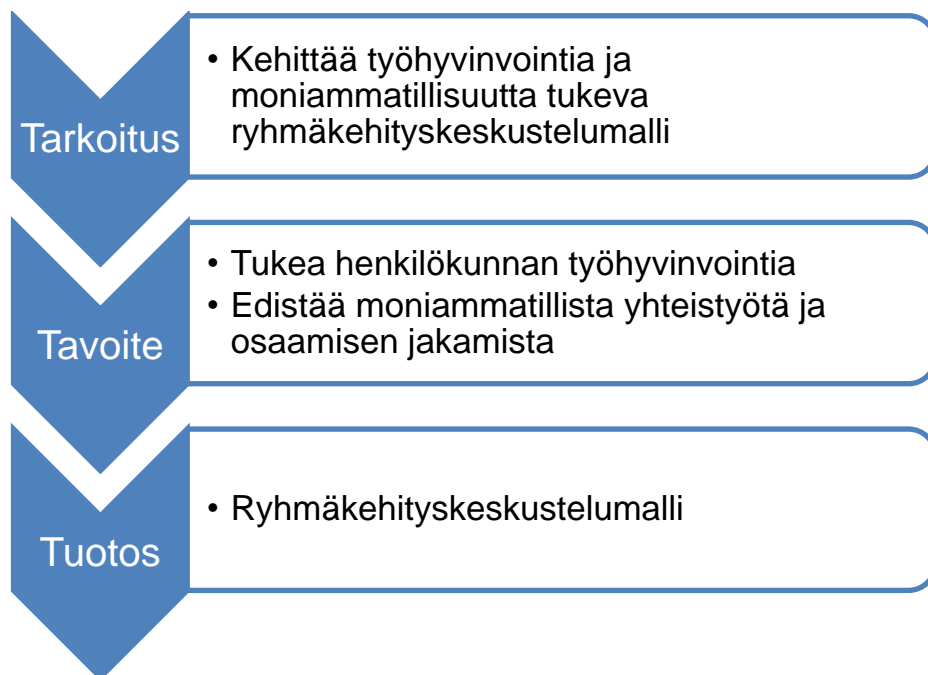 Tarkoitus
• Kehittää työhyvinvointia ja
moniammatillisuutta tukeva
ryhmäkehityskeskustelumalli
Tavoite
• Tukea henkilökunnan työhyvinvointia
• Edistää moniammatillista yhteistyötä ja
osaamisen jakamista
Tuotos
• Ryhmäkehityskeskustelumalli